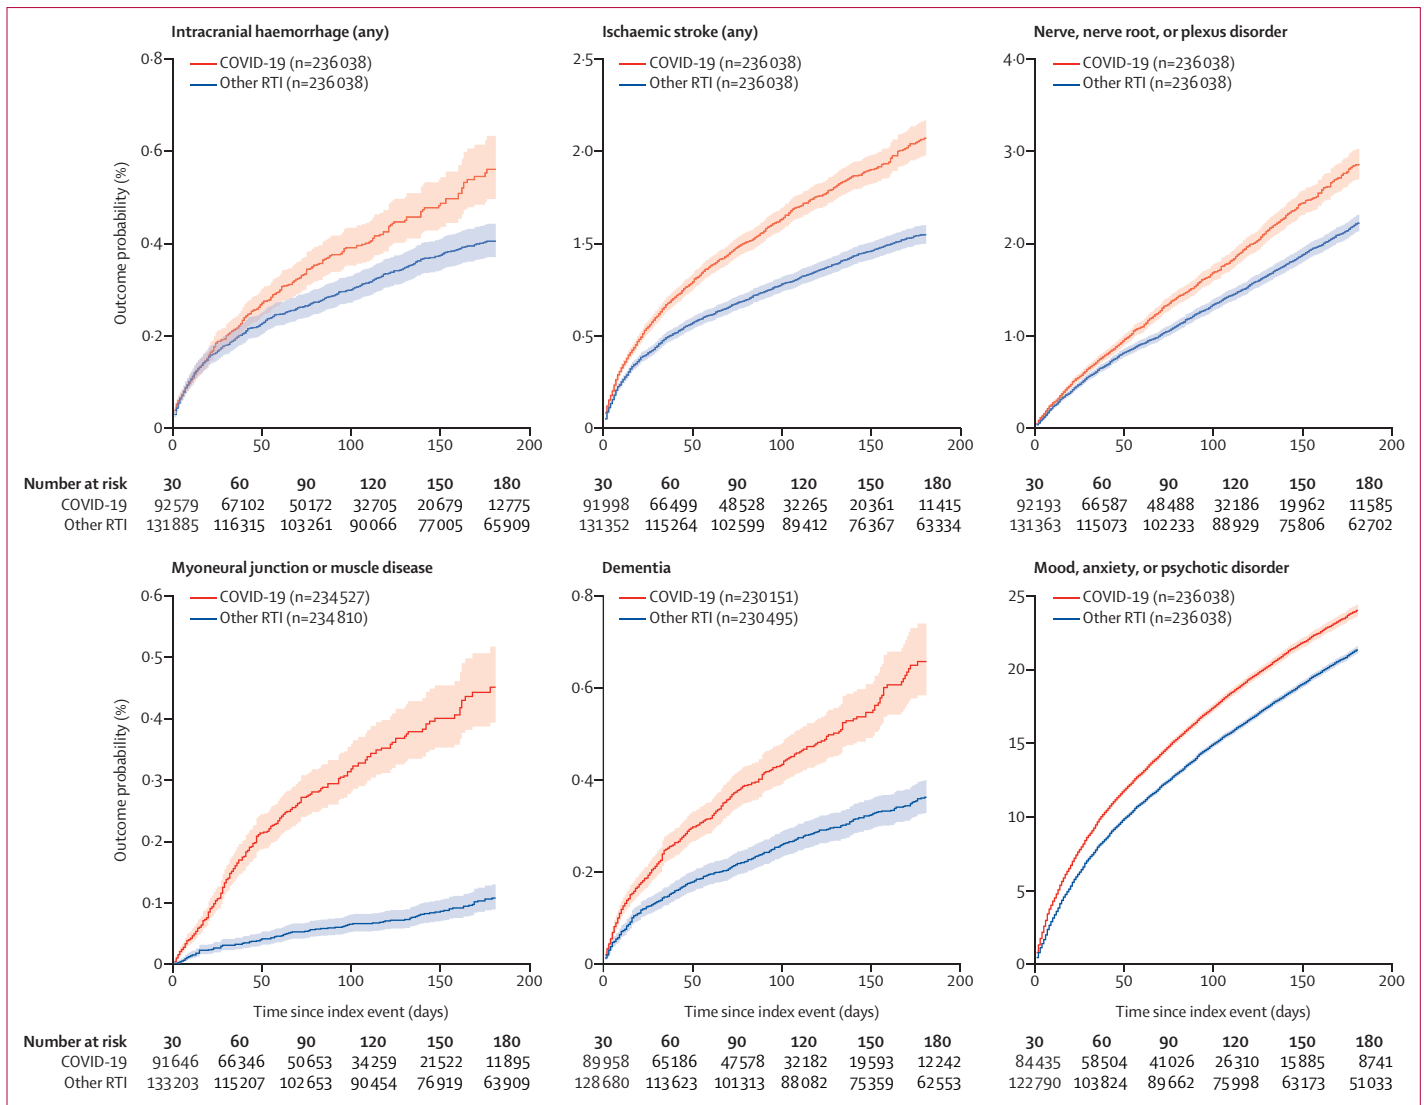 Intracranial haemorrhage (any)
0·8
0·6
0·4
0·2
0
Outcome probability (%)
COVID-19 (n=236 038)
Other RTI (n=236 038)
0 50 100 150 200
Ischaemic stroke (any)
2·5
2·0
1·5
0·5
0
COVID-19 (n=236 038)
Other RTI (n=236 038)
0 50 100 150 200
Nerve, nerve root, or plexus disorder
4·0
3·0
2·0
1·0
0
COVID-19 (n=236 038)
Other RTI (n=236 038)
0 50 100 150 200
Number at risk 30 60 90 120 150 180 30 60 90 120 150 180 30 60 90 120 150 180
COVID-19 92 579 67 102 50 172 32 705 20 679 12 775 91 998 66 499 48 528 32 265 20 361 11 415 92 193 66 587 48 488 32 186 19 962 11 585
Other RTI 131 885 116 315 103 261 90 066 77 005 65 909 131 352 115 264 102 599 89 412 76 367 63 334 131 363 115 073 102 233 88 929 75 806 62 702
Myoneural junction or muscle disease
0·6
0·5
0·4
0·3
0·2
0·1
0
Outcome probability (%)
COVID-19 (n=234 527)
Other RTI (n=234 810)
0 50 100 150 200
Time since index event (days)
Dementia
0·8
0·6
0·4
0·2
0
COVID-19 (n=230 151)
Other RTI (n=230 495)
0 50 100 150 200
Time since index event (days)
Mood, anxiety, or psychotic disorder
25
20
15
10
5
0
COVID-19 (n=236 038)
Other RTI (n=236 038)
0 50 100 150 200
Time since index event (days)
Number at risk 30 60 90 120 150 180 30 60 90 120 150 180 30 60 90 120 150 180
COVID-19 91 646 66 346 50 653 34 259 21 522 11 895 89 958 65 186 47 578 32 182 19 593 12 242 84 435 58 504 41 026 26 310 15 885 8741
Other RTI 133 203 115 207 102 653 90 454 76 919 63 909 128 680 113 623 101 313 88 082 75 359 62 553 122 790 103 824 89 662 75 998 63 173 51 033